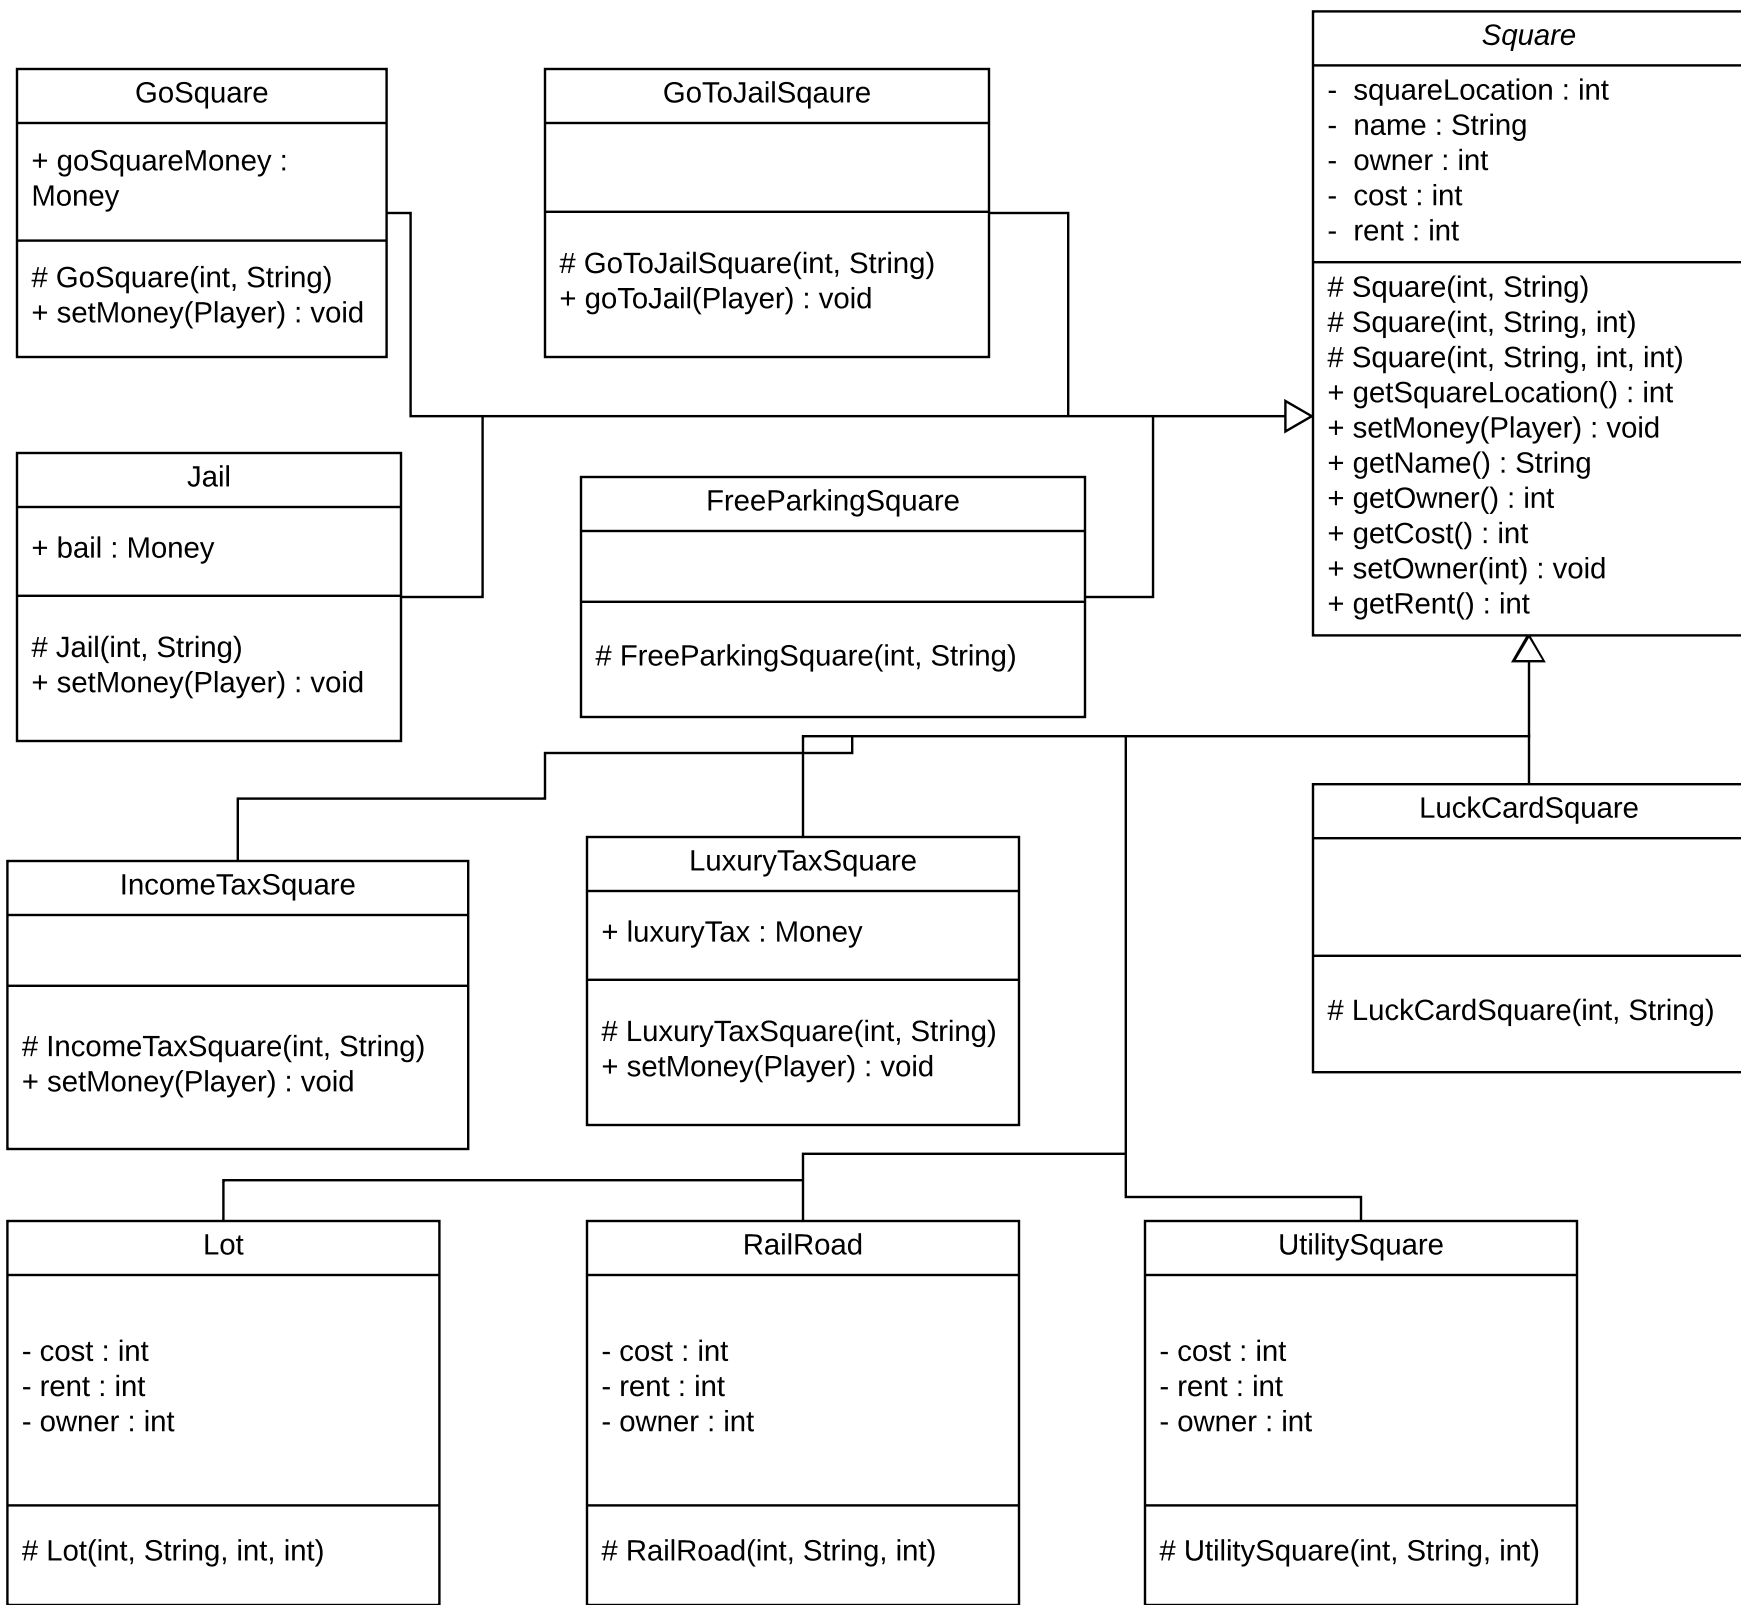 GoSquare
+ goSquareMoney :
Money
# GoSquare(int, String)
+ setMoney(Player) : void
GoToJailSqaure
# GoToJailSquare(int, String)
+ goToJail(Player) : void
Square
- squareLocation : int
- name : String
- owner : int
- cost : int
- rent : int
# Square(int, String)
# Square(int, String, int)
# Square(int, String, int, int)
+ getSquareLocation() : int
+ setMoney(Player) : void
+ getName() : String
+ getOwner() : int
+ getCost() : int
+ setOwner(int) : void
+ getRent() : int
Jail
+ bail : Money
# Jail(int, String)
+ setMoney(Player) : void
FreeParkingSquare
# FreeParkingSquare(int, String)
IncomeTaxSquare
# IncomeTaxSquare(int, String)
+ setMoney(Player) : void
LuxuryTaxSquare
+ luxuryTax : Money
# LuxuryTaxSquare(int, String)
+ setMoney(Player) : void
LuckCardSquare
# LuckCardSquare(int, String)
Lot
- cost : int
- rent : int
- owner : int
# Lot(int, String, int, int)
RailRoad
- cost : int
- rent : int
- owner : int
# RailRoad(int, String, int)
UtilitySquare
- cost : int
- rent : int
- owner : int
# UtilitySquare(int, String, int)